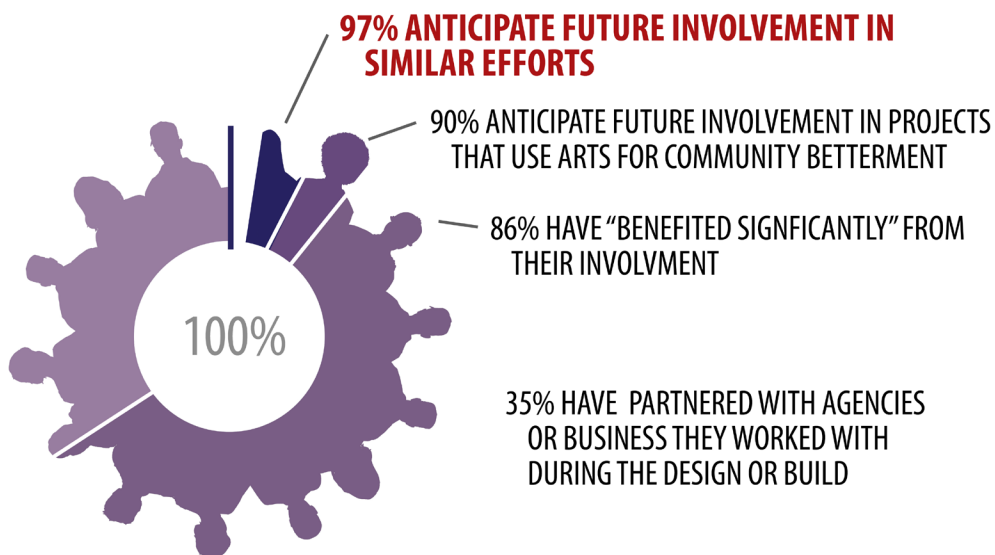 97% ANTICIPATE FUTURE INVOLVEMENT IN
SIMILAR EFFORTS
90% ANTICIPATE FUTURE INVOLVEMENT IN PROJECTS
THAT USE ARTS FOR COMMUNITY BETTERMENT
86% HAVE “BENEFITED SIGNFICANTLY” FROM
THEIR INVOLVMENT
100%
35% HAVE PARTNERED WITH AGENCIES
OR BUSINESS THEY WORKED WITH
DURING THE DESIGN OR BUILD